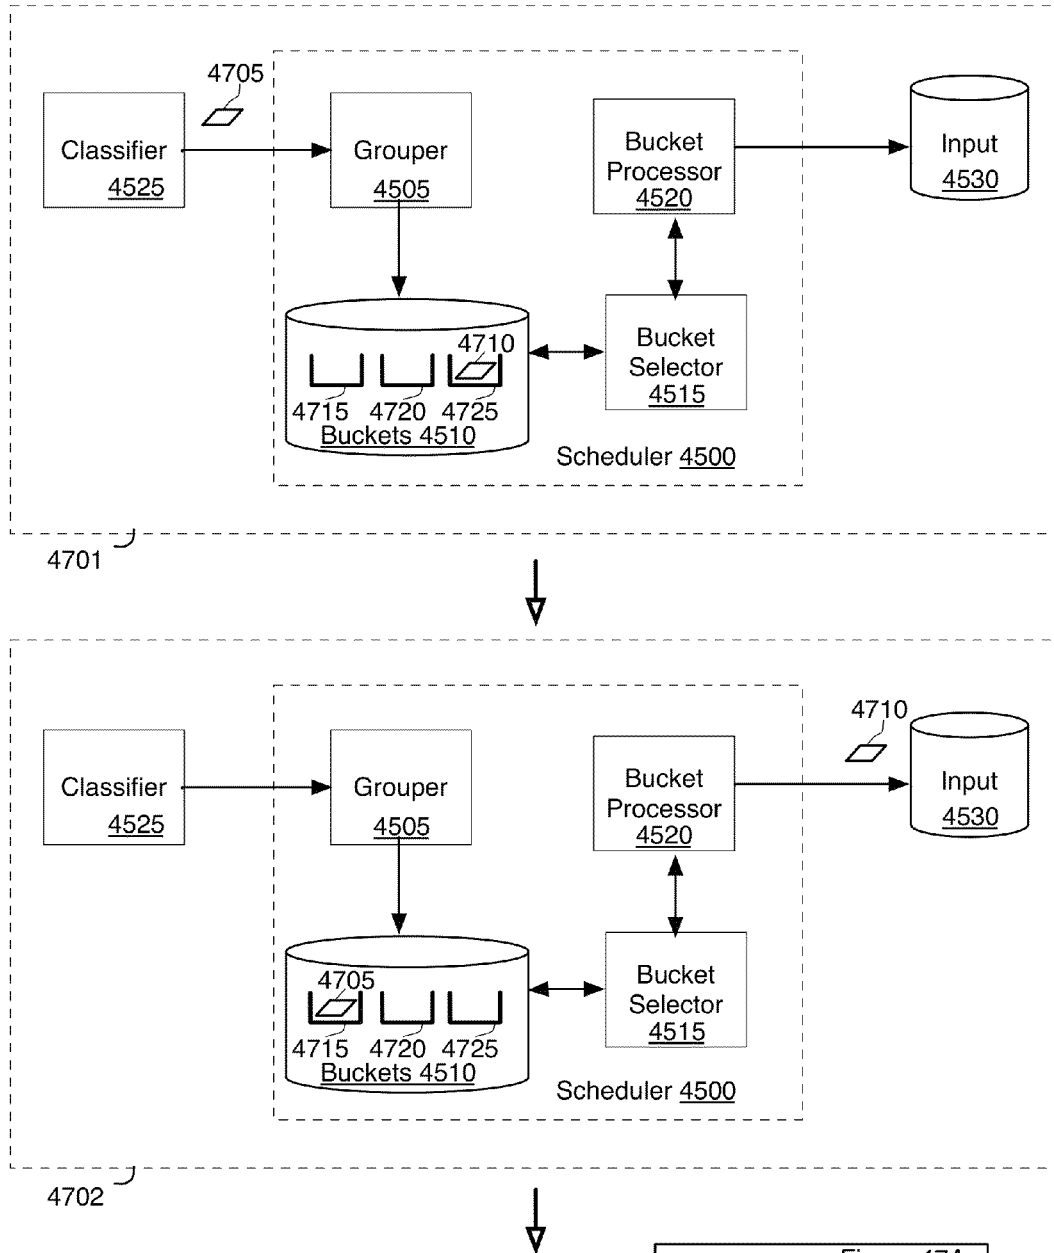 4705
Classifier
4525
Grouper
4505
Bucket
Processor
4520
Input
4530
4710
4715 4720 4725
Buckets 4510
Bucket
Selector
4515
Scheduler 4500
4701
4710
Classifier
4525
Grouper
4505
Bucket
Processor
4520
Input
4530
4705
4715 4720 4725
Buckets 4510
Bucket
Selector
4515
Scheduler 4500
4702
Figure 47A